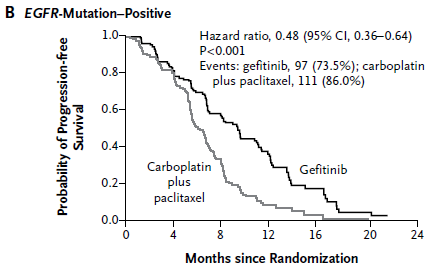 B EGFR-Mutation–Positive
Hazard ratio, 0.48 (95% CI, 0.36–0.64)
P<0.001
Events: gefitinib, 97 (73.5%); carboplatin
plus paclitaxel, 111 (86.0%)
Probability of Progression-free
Survival
1.0
0.8
0.6
0.4
0.2
0.0
Carboplatin
plus
paclitaxel
Gefitinib
0 4 8 12 16 20 24
Months since Randomization